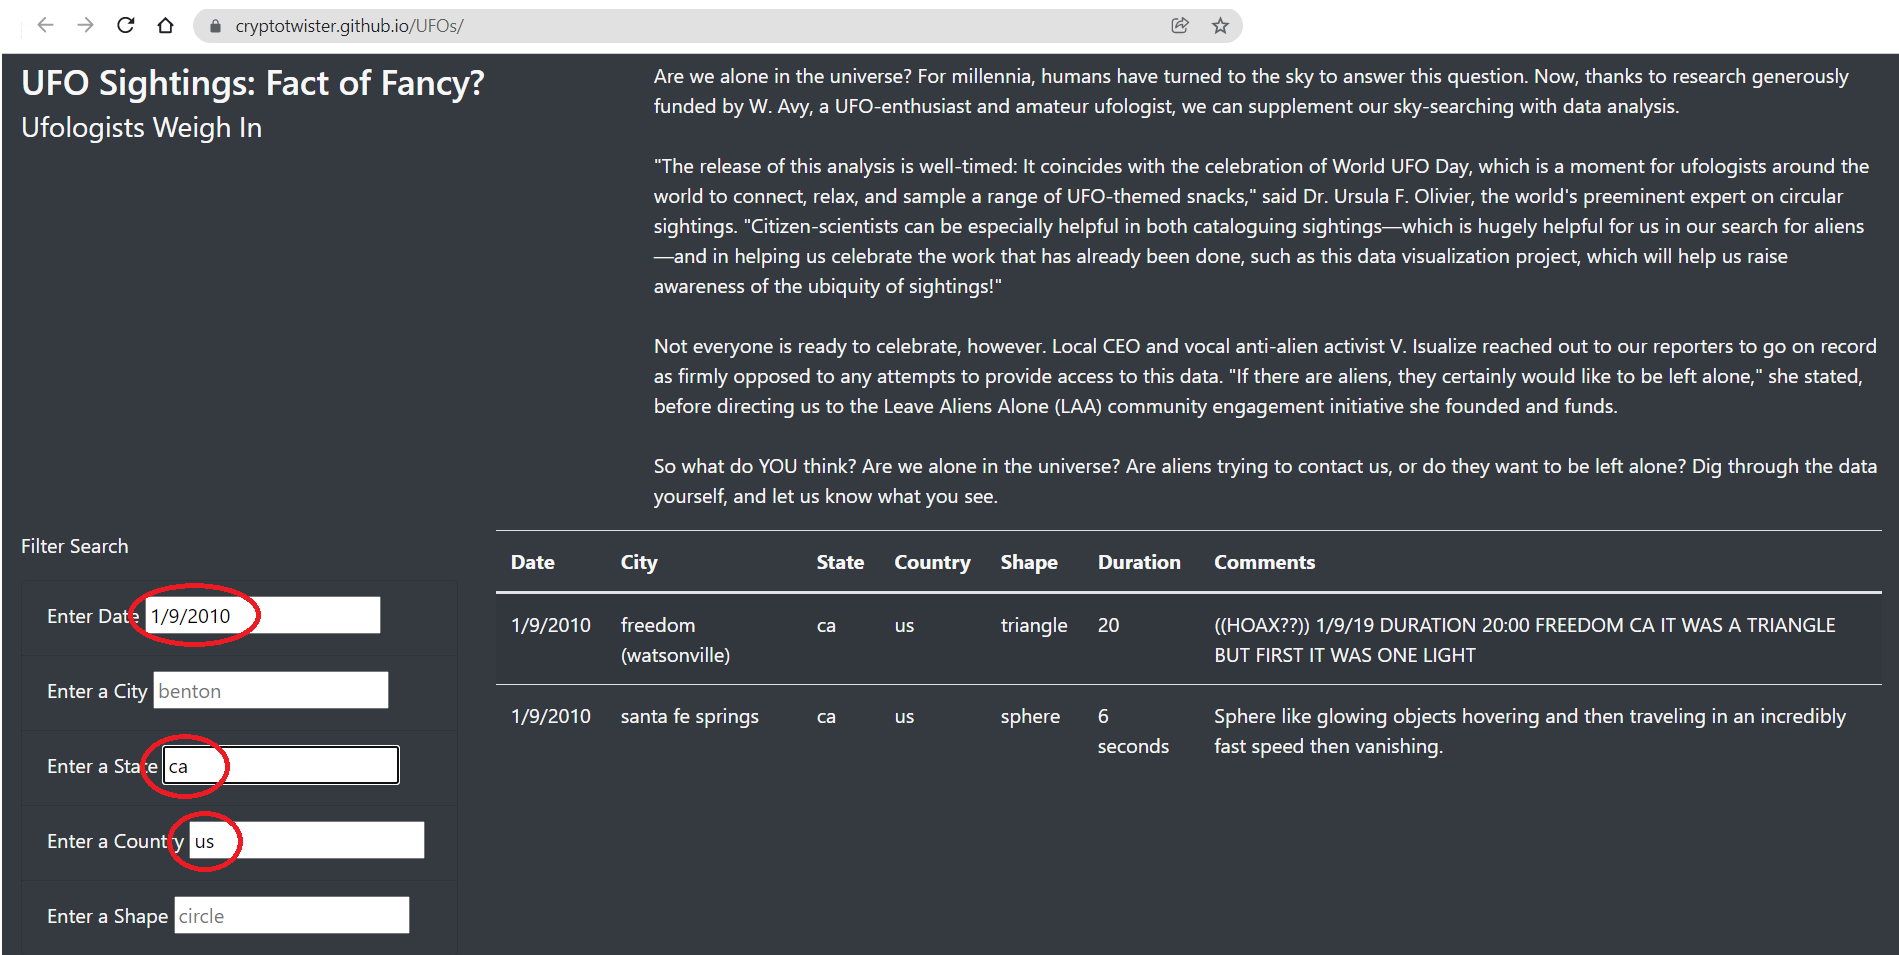 cryptotwister.github.io/UFOs/
UFO Sightings: Fact of Fancy?
Ufologists Weigh In
Are we alone in the universe? For millennia, humans have turned to the sky to answer this question. Now, thanks to research generously
funded by W. Avy, a UFO-enthusiast and amateur ufologist, we can supplement our sky-searching with data analysis.
"The release of this analysis is well-timed: It coincides with the celebration of World UFO Day, which is a moment for ufologists around the
world to connect, relax, and sample a range of UFO-themed snacks," said Dr. Ursula F. Olivier, the world's preeminent expert on circular
sightings. "Citizen-scientists can be especially helpful in both cataloguing sightings—which is hugely helpful for us in our search for aliens
—and in helping us celebrate the work that has already been done, such as this data visualization project, which will help us raise
awareness of the ubiquity of sightings!"
Not everyone is ready to celebrate, however. Local CEO and vocal anti-alien activist V. Isualize reached out to our reporters to go on record
as firmly opposed to any attempts to provide access to this data. "If there are aliens, they certainly would like to be left alone," she stated,
before directing us to the Leave Aliens Alone (LAA) community engagement initiative she founded and funds.
So what do YOU think? Are we alone in the universe? Are aliens trying to contact us, or do they want to be left alone? Dig through the data
yourself, and let us know what you see.
Filter Search
Enter Date 1/9/2010
Enter a City benton
Enter a State ca
Enter a Country us
Enter a Shape circle
Date City State Country Shape Duration Comments
1/9/2010 freedom ca us triangle 20 ((HOAX??)) 1/9/19 DURATION 20:00 FREEDOM CA IT WAS A TRIANGLE
(watsonville) BUT FIRST IT WAS ONE LIGHT
1/9/2010 santa fe springs ca us sphere 6 Sphere like glowing objects hovering and then traveling in an incredibly
seconds fast speed then vanishing.